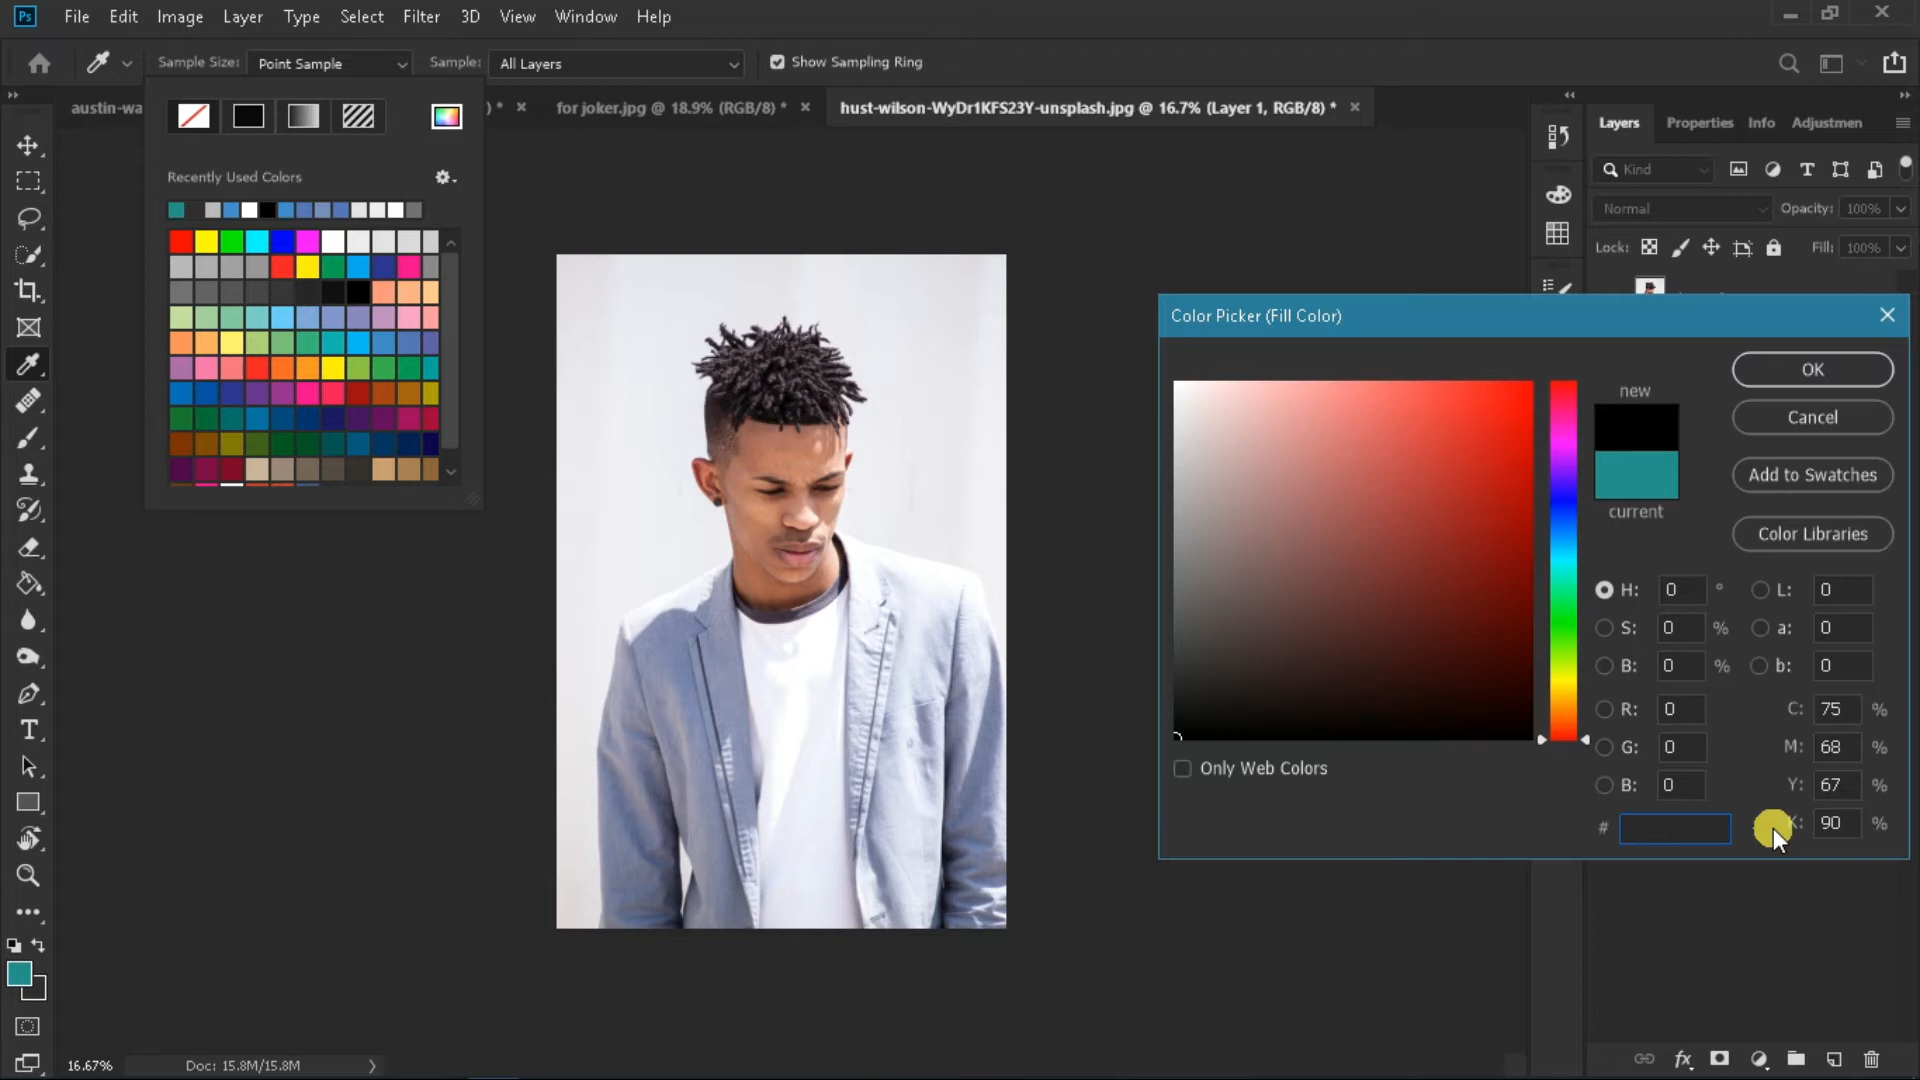 Ps File Edit Image Layer Type Select Filter 3D View Window Help
Sample Size: Point Sample Sample: All Layers Show Sampling Ring
austin-wa ) * × for joker.jpg @ 18.9% (RGB/8) * × hust-wilson-WyDr1KFS23Y-unsplash.jpg @ 16.7% (Layer 1, RGB/8) * ×
Layers Properties Info Adjustmen
Recently Used Colors
Kind
Normal Opacity: 100%
Lock: Fill: 100%
Color Picker (Fill Color)
new
current
OK
Cancel
Add to Swatches
Color Libraries
H: 0 ° L: 0
S: 0 % a: 0
B: 0 % b: 0
R: 0 C: 75 %
G: 0 M: 68 %
B: 0 Y: 67 %
# K: 90 %
Only Web Colors
16.67% Doc: 15.8M/15.8M